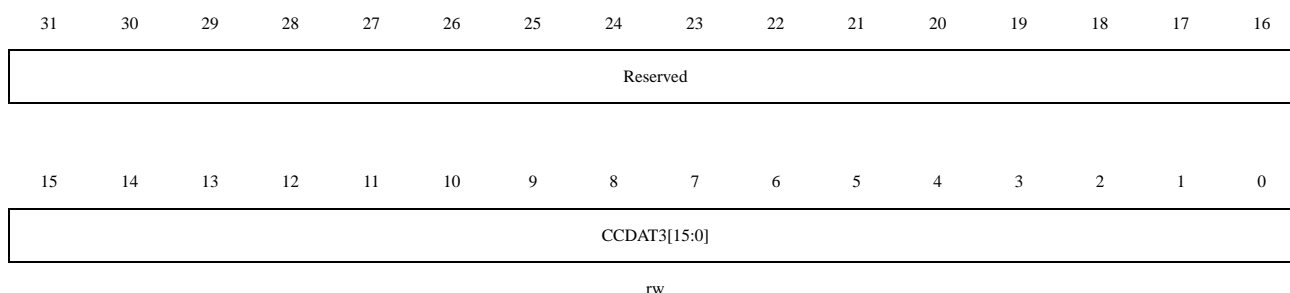 31 30 29 28 27 26 25 24 23 22 21 20 19 18 17 16
Reserved
15 14 13 12 11 10 9 8 7 6 5 4 3 2 1 0
CCDAT3[15:0]
rw